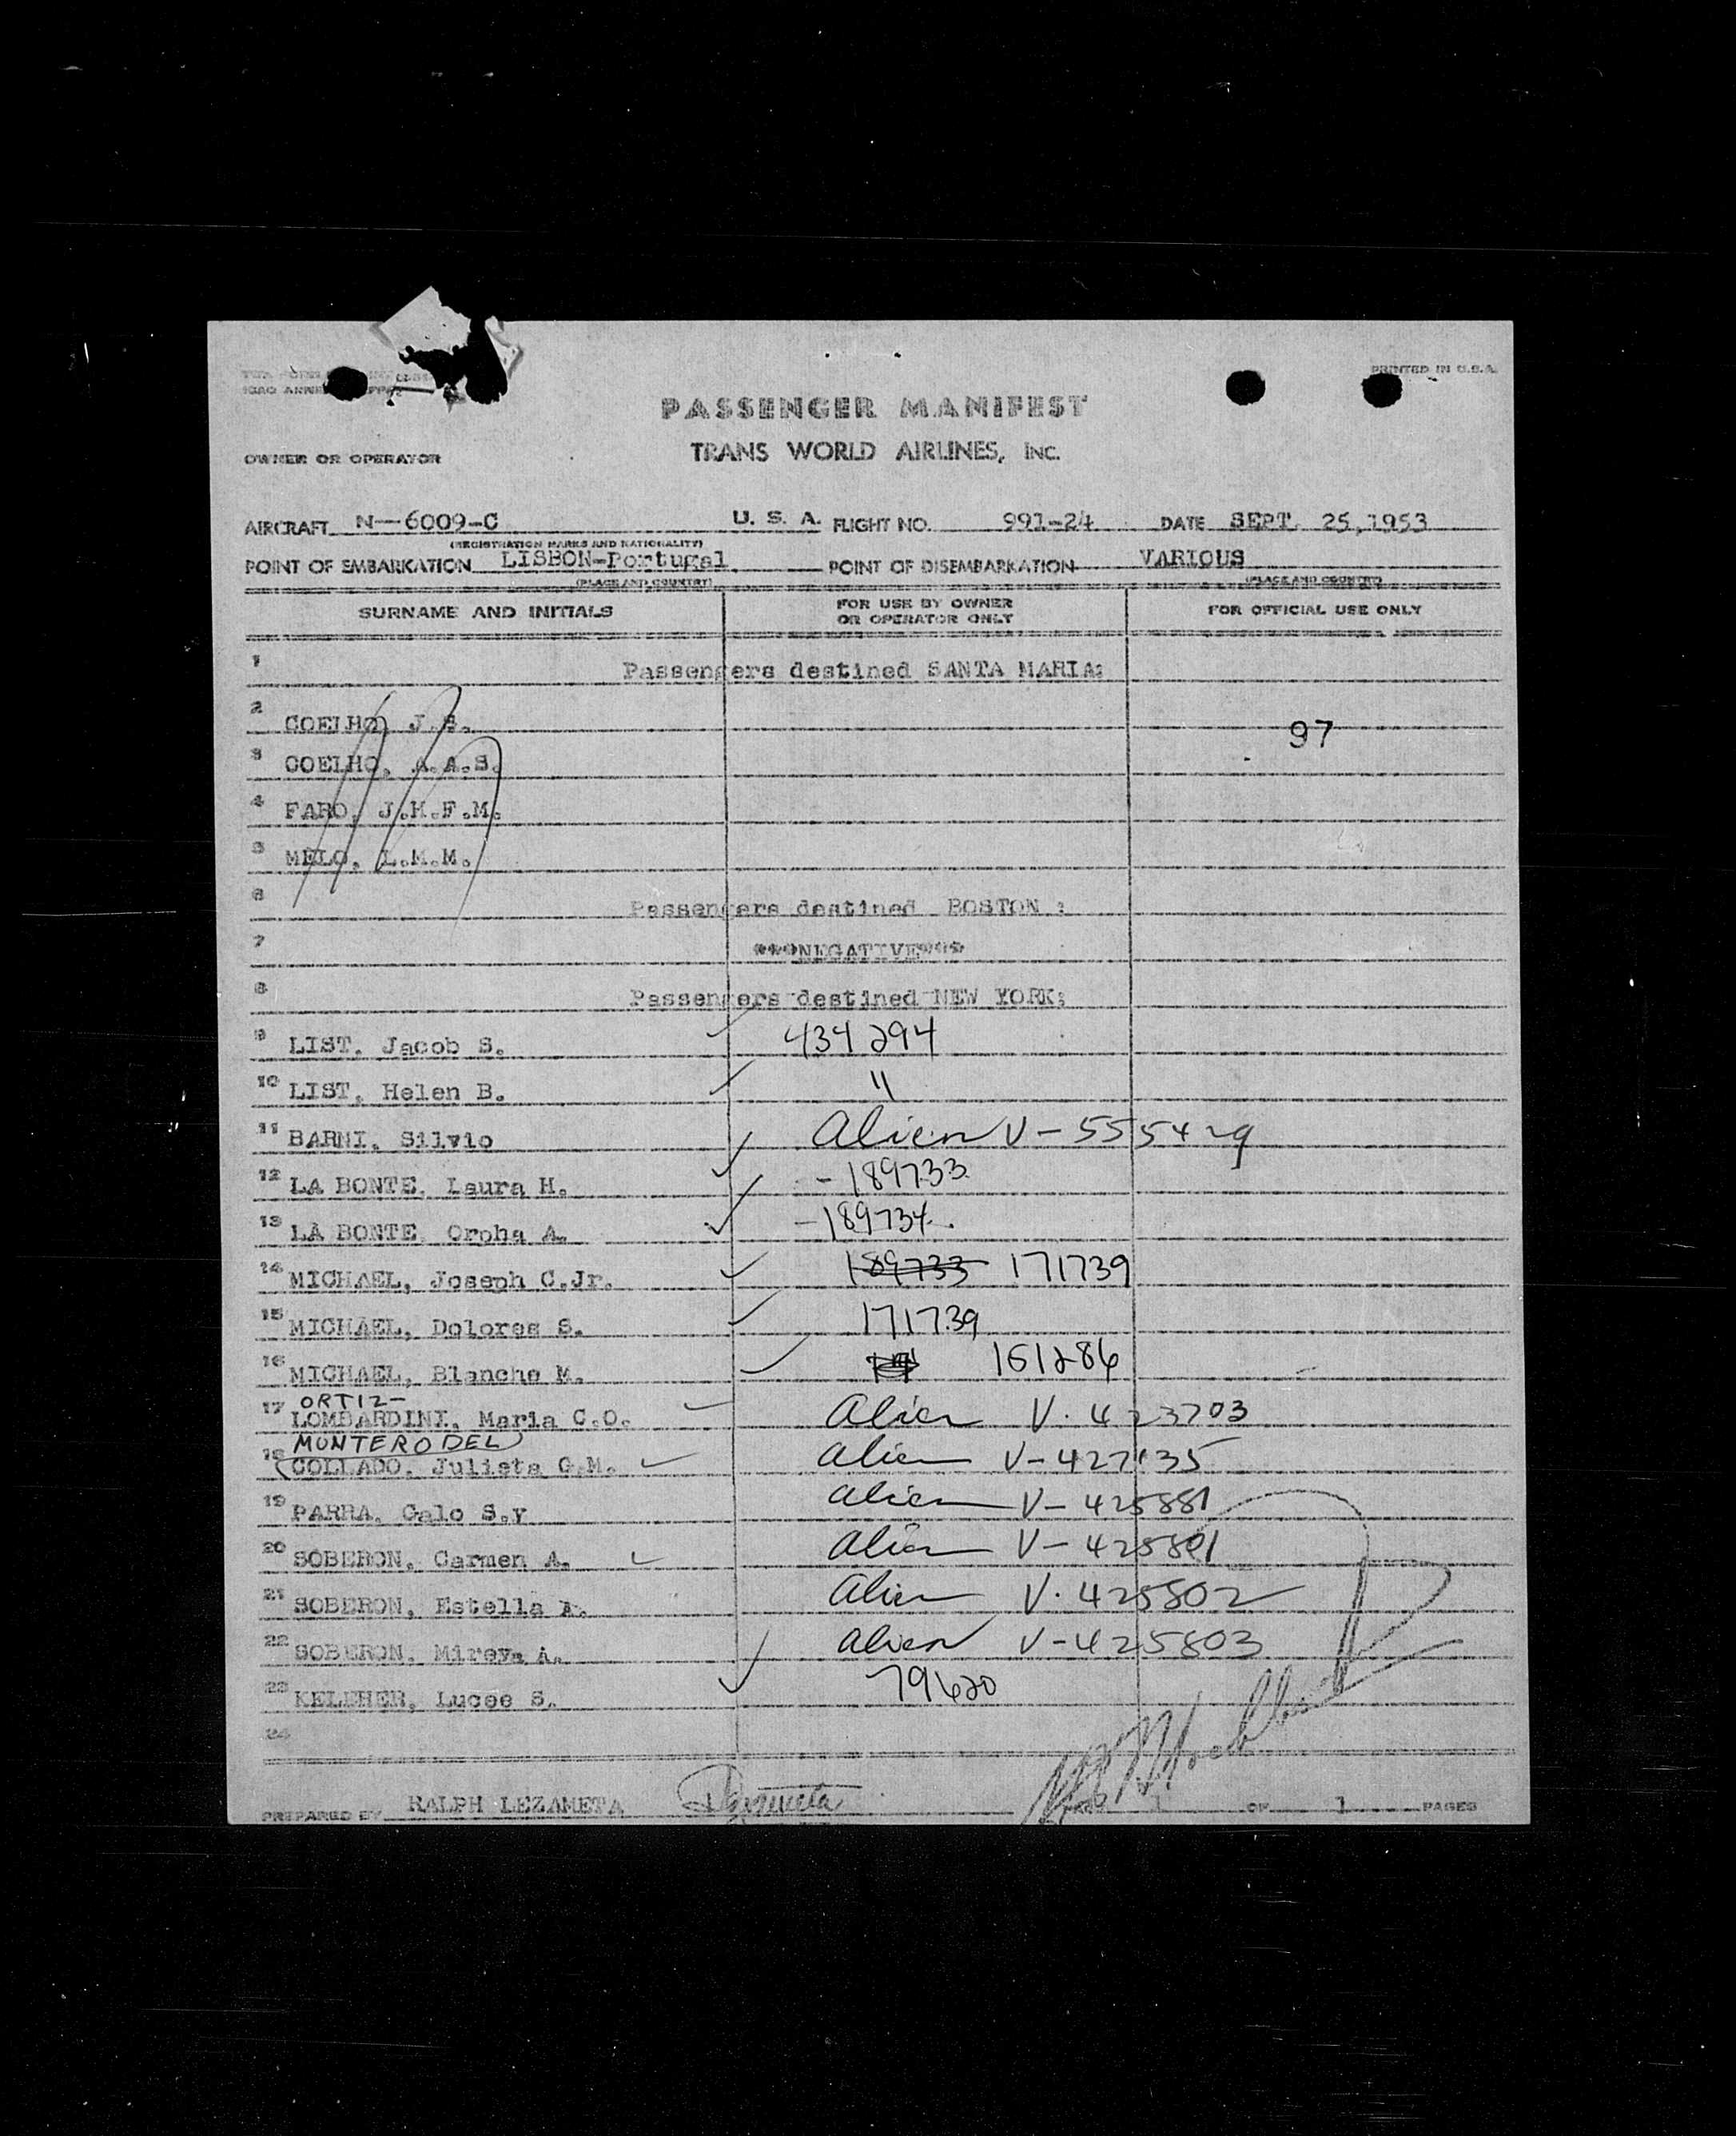 PRINTED IN U.S.A.
PASSENGER MANIFEST
TRANS WORLD AIRLINES, INC.
OWNER OR OPERATOR
AIRCRAFT N-6009-C U. S. A. FLIGHT NO. 991-24 DATE SEPT. 25, 1953
(REGISTRATION MARKS AND NATIONALITY)
POINT OF EMBARKATION LISBON-Portugal POINT OF DISEMBARKATION VARIOUS
(PLACE AND COUNTRY) (PLACE AND COUNTRY)
SURNAME AND INITIALS FOR USE BY OWNER OR OPERATOR ONLY FOR OFFICIAL USE ONLY
1 Passengers destined SANTA MARIA:
2 COELHO, J.S.
97
3 COELHO, A.A.S.
4 FARO, J.H.F.M.
5 MELO, L.M.M.
6 Passengers destined BOSTON :
7 ***NEGATIVE***
8 Passengers destined NEW YORK:
9 LIST, Jacob S. 434294
10 LIST, Helen B. "
11 BARNI, Silvio Alien V-555429
12 LA BONTE, Laura H. - 189733
13 LA BONTE, Orpha A. - 189734.
14 MICHAEL, Joseph C.Jr. 189733 171739
15 MICHAEL, Dolores S. 171739
16 MICHAEL, Blanche M. 161286
ORTIZ-
17 LOMBARDINI, Maria C.O. Alien V. 423703
MONTERO DEL
18 COLLADO, Julieta G.M. Alien V-427135
19 PARRA, Galo S.y Alien V-425881
20 SOBERON, Carmen A. Alien V-425801
21 SOBERON, Estella A. Alien V. 425802
22 SOBERON, Mireya A. Alien V-425803
23 KELEHER, Lucee S. 79620
24
PREPARED BY RALPH LEZAMETA 1 OF 1 PAGES